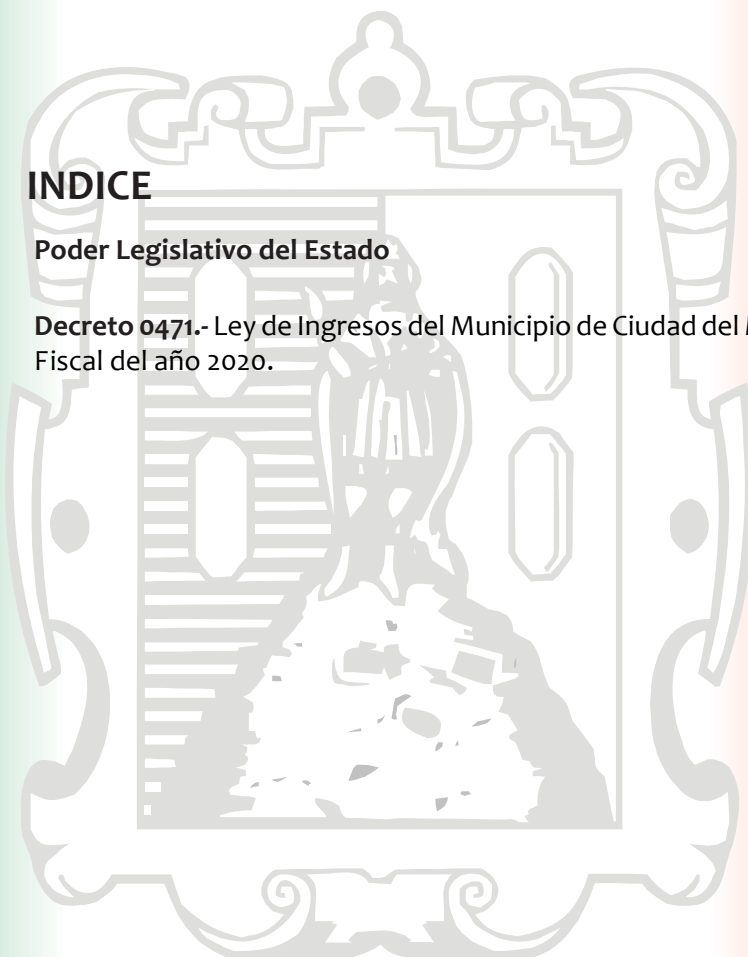 INDICE
Poder Legislativo del Estado
Decreto 0471.- Ley de Ingresos del Municipio de Ciudad del
Fiscal del año 2020.